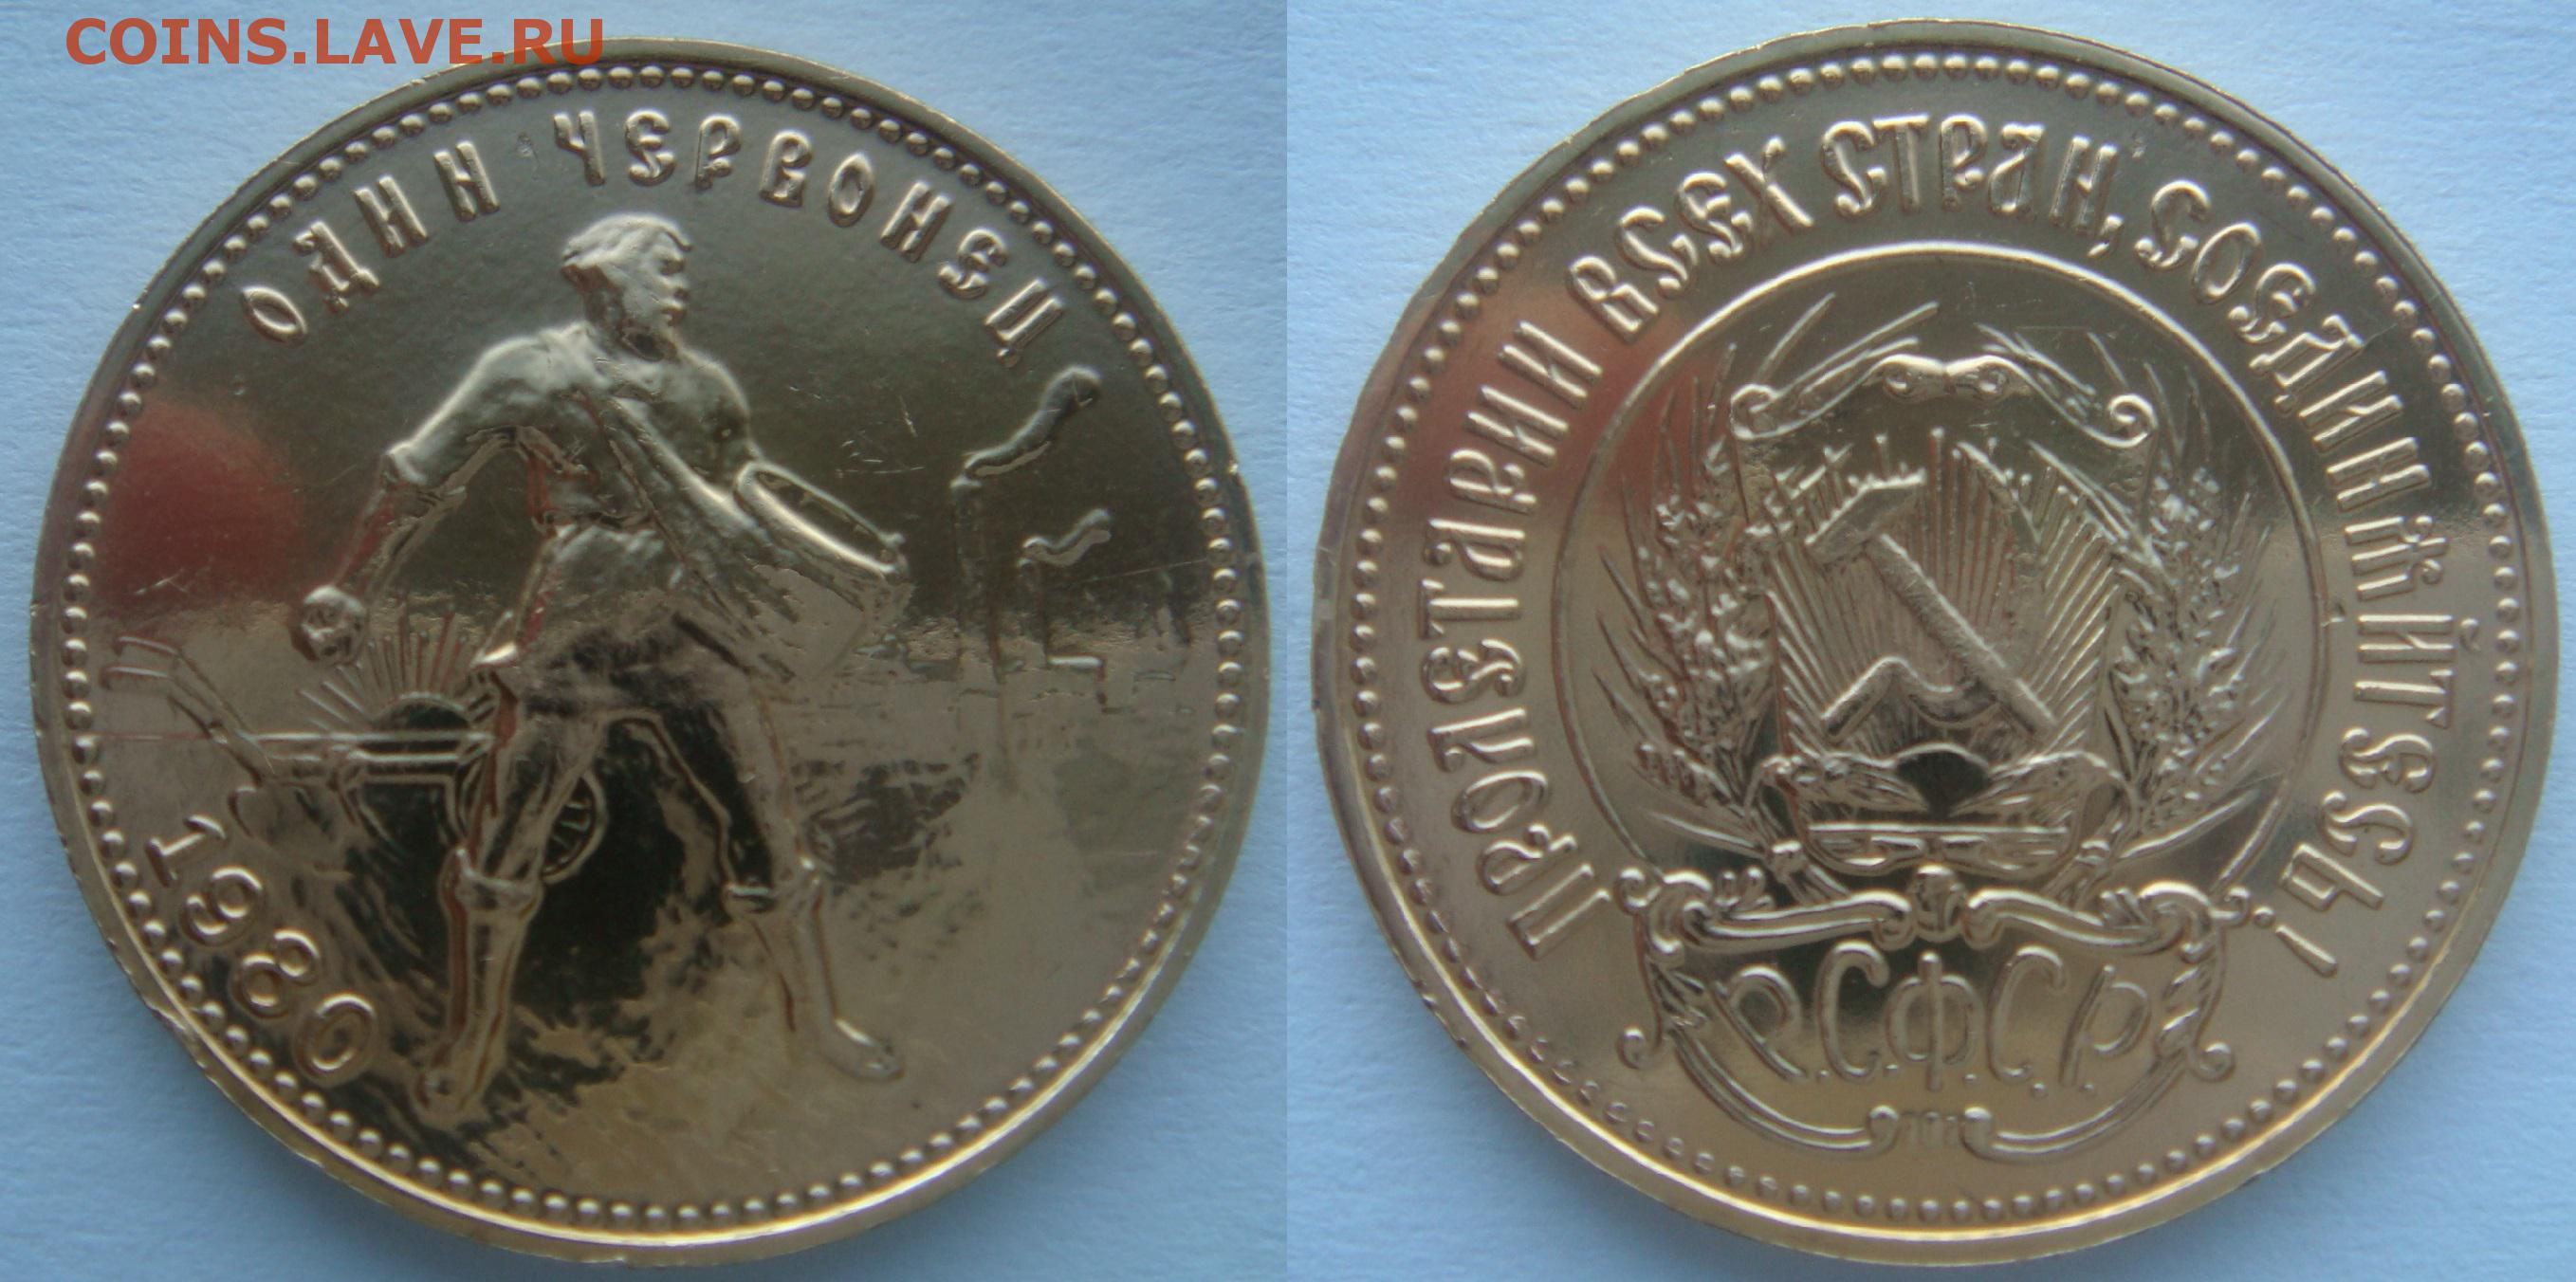 COINS.LAVE.RU
ОДИН ЧЕРВОНЕЦ
1980
ПРОЛЕТАРИИ ВСЕХ СТРАН, СОЕДИНЯЙТЕСЬ!
Р.С.Ф.С.Р.